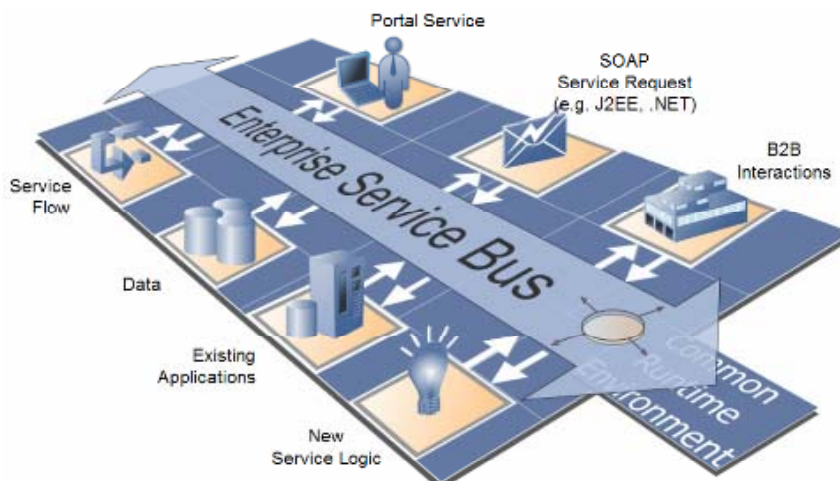 Portal Service
SOAP
Service Request
(e.g. J2EE, .NET)
B2B
Interactions
Enterprise Service Bus
Service
Flow
Data
Existing
Applications
New
Service Logic
Common
Runtime
Environment